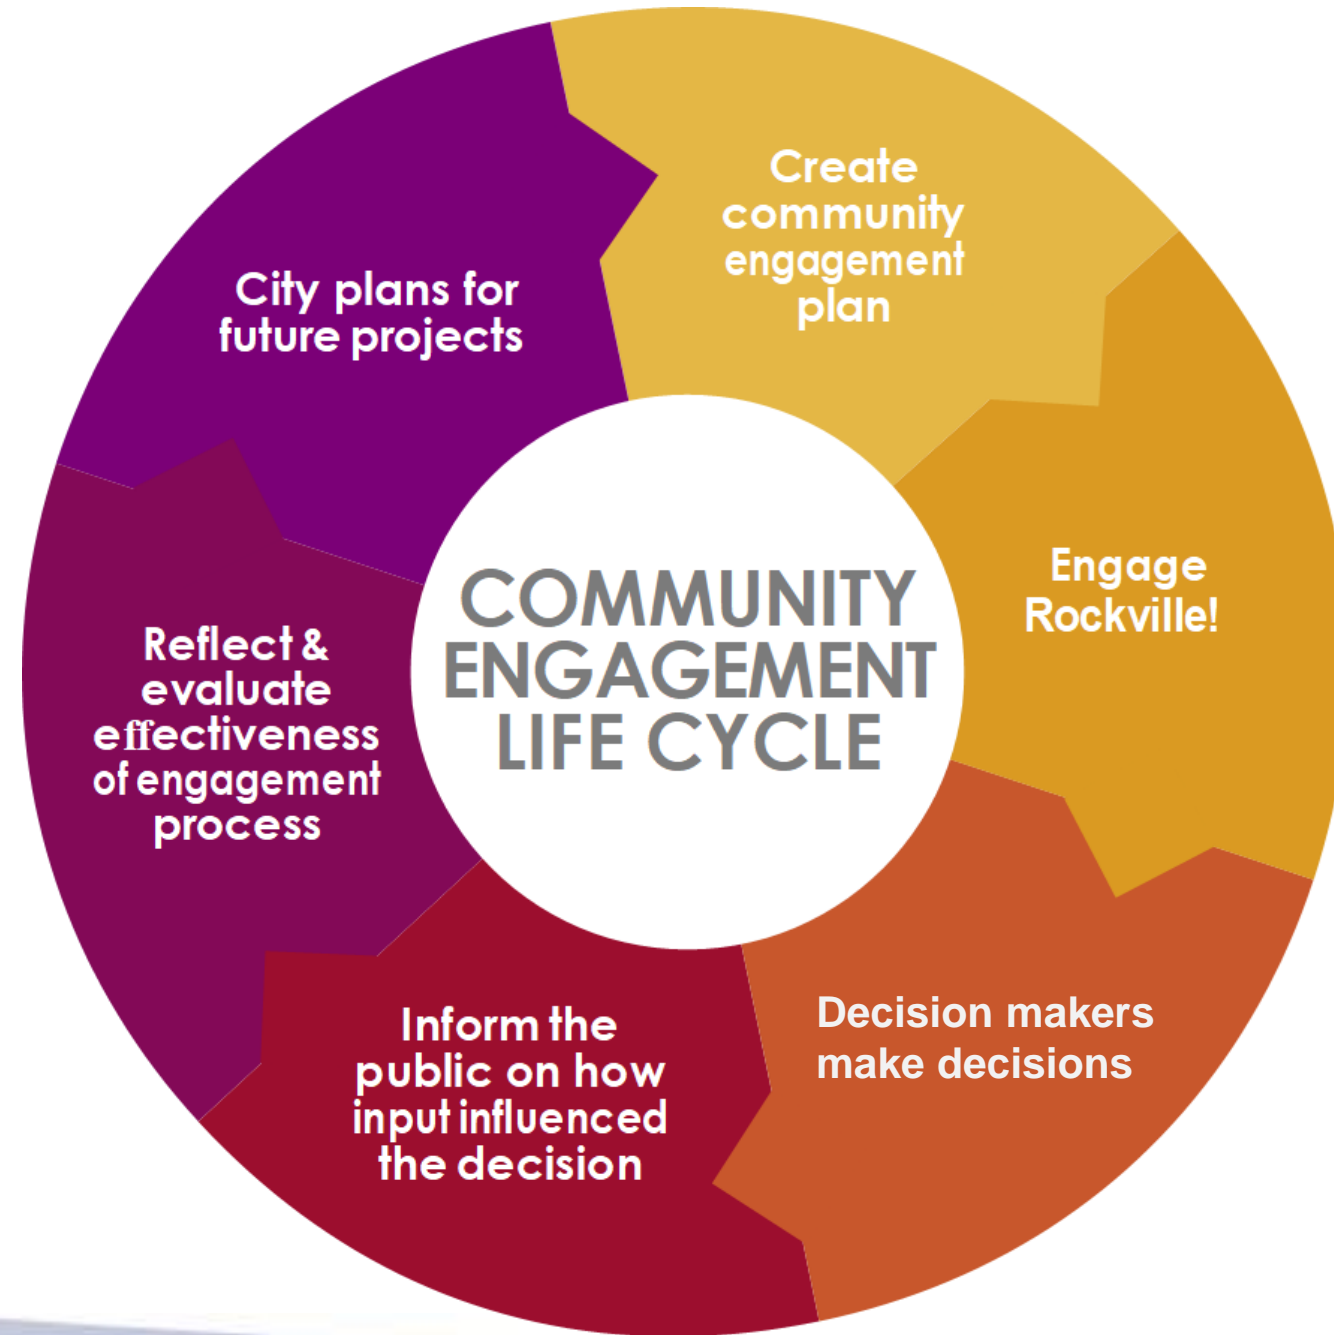 COMMUNITY
ENGAGEMENT
LIFE CYCLE
City plans for
future projects
Create
community
engagement
plan
Engage
Rockville!
Decision makers
make decisions
Inform the
public on how
input influenced
the decision
Reflect &
evaluate
effectiveness
of engagement
process